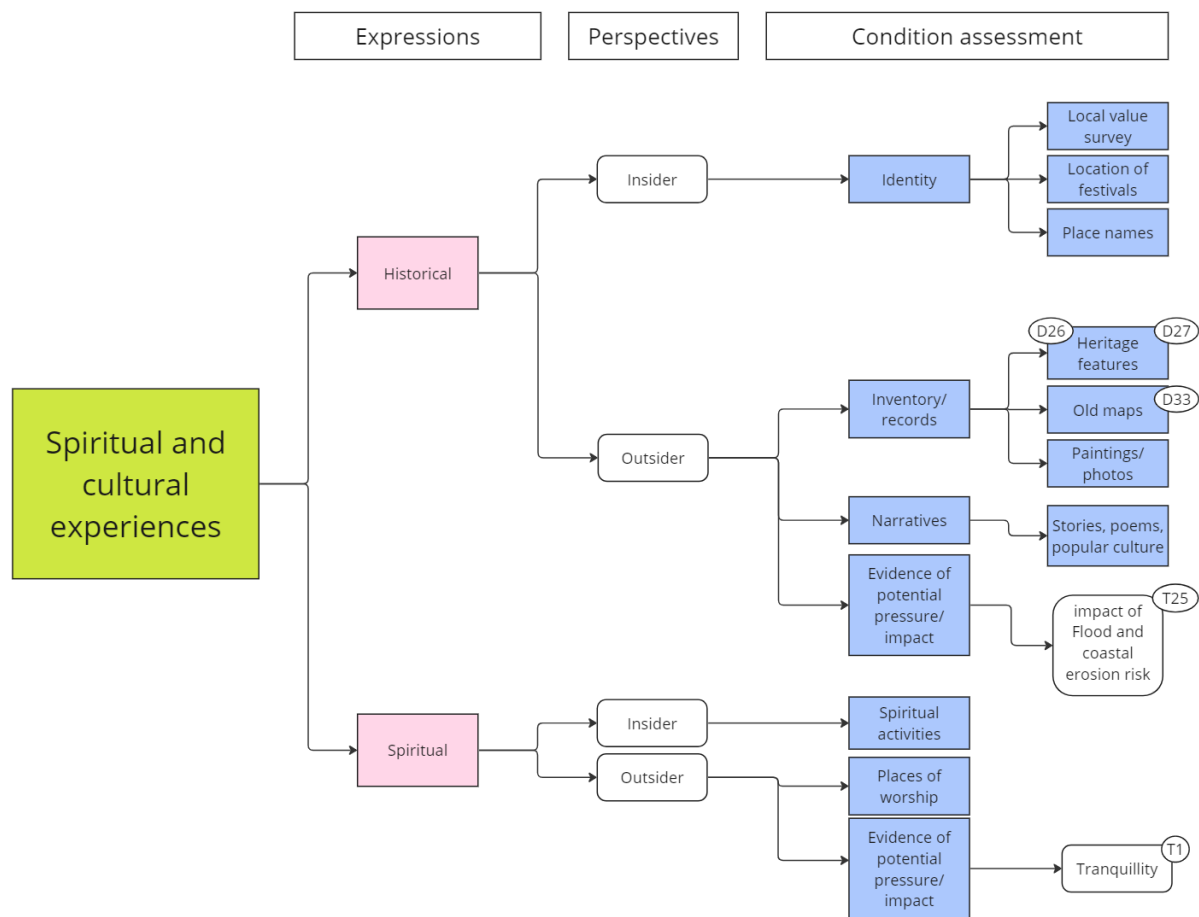 Expressions
Perspectives
Condition assessment
Spiritual and
cultural
experiences
Historical
Insider
Identity
Local value
survey
Location of
festivals
Place names
Outsider
Inventory/
records
D26
D27
Heritage
features
D33
Old maps
Paintings/
photos
Narratives
Stories, poems,
popular culture
Evidence of
potential
pressure/
impact
T25
impact of
Flood and
coastal
erosion risk
Spiritual
Insider
Spiritual
activities
Outsider
Places of
worship
Evidence of
potential
pressure/
impact
T1
Tranquillity